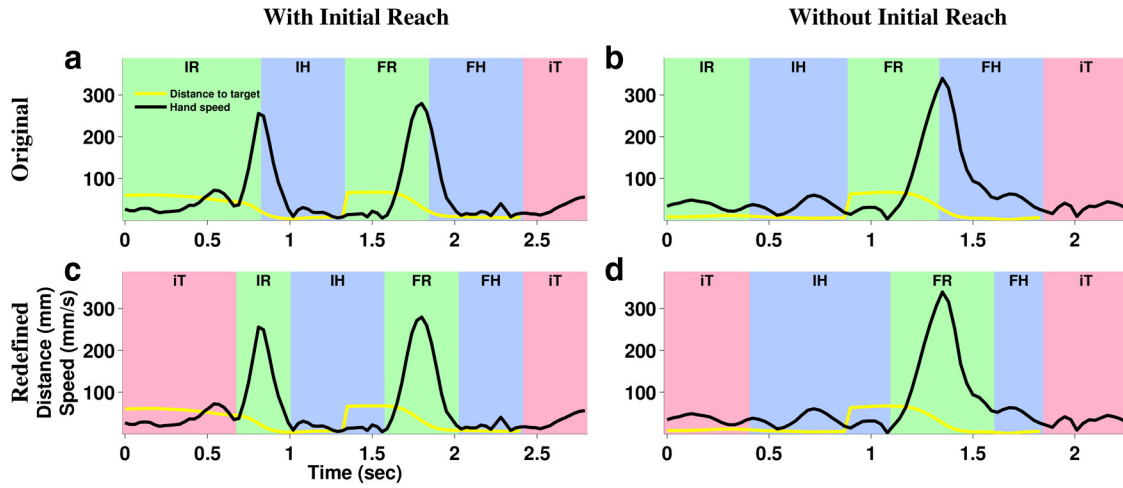 With Initial Reach
Without Initial Reach
Original
Redefined
a
IR IH FR FH iT
Distance to target
Hand speed
300
200
100
0 0.5 1 1.5 2 2.5
b
IR IH FR FH iT
300
200
100
0 0.5 1 1.5 2
c
iT IR IH FR FH iT
Distance (mm)
Speed (mm/s)
300
200
100
0 0.5 1 1.5 2 2.5
Time (sec)
d
iT IH FR FH iT
300
200
100
0 0.5 1 1.5 2